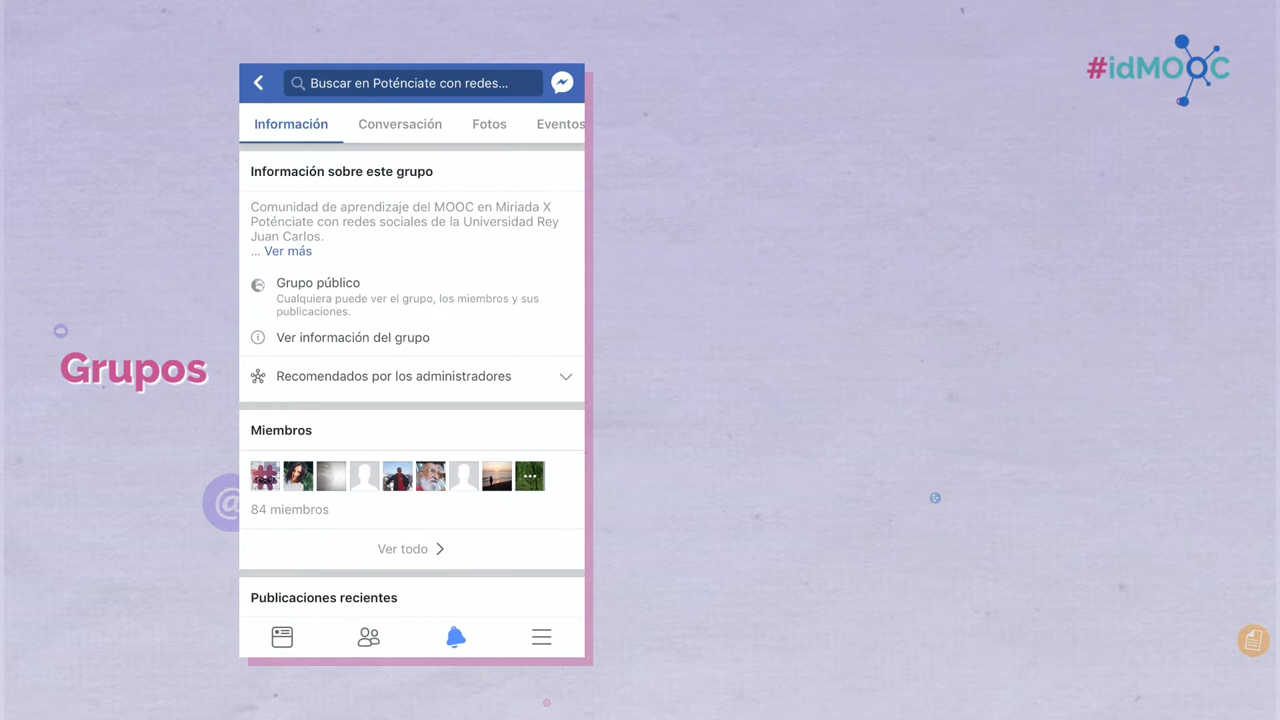 #idMOOC
Buscar en Poténciate con redes...
Información Conversación Fotos Eventos
Información sobre este grupo
Comunidad de aprendizaje del MOOC en Miriada X
Poténciate con redes sociales de la Universidad Rey
Juan Carlos.
... Ver más
Grupo público
Cualquiera puede ver el grupo, los miembros y sus
publicaciones.
Ver información del grupo
Grupos
Recomendados por los administradores
Miembros
84 miembros
@
Ver todo
Publicaciones recientes